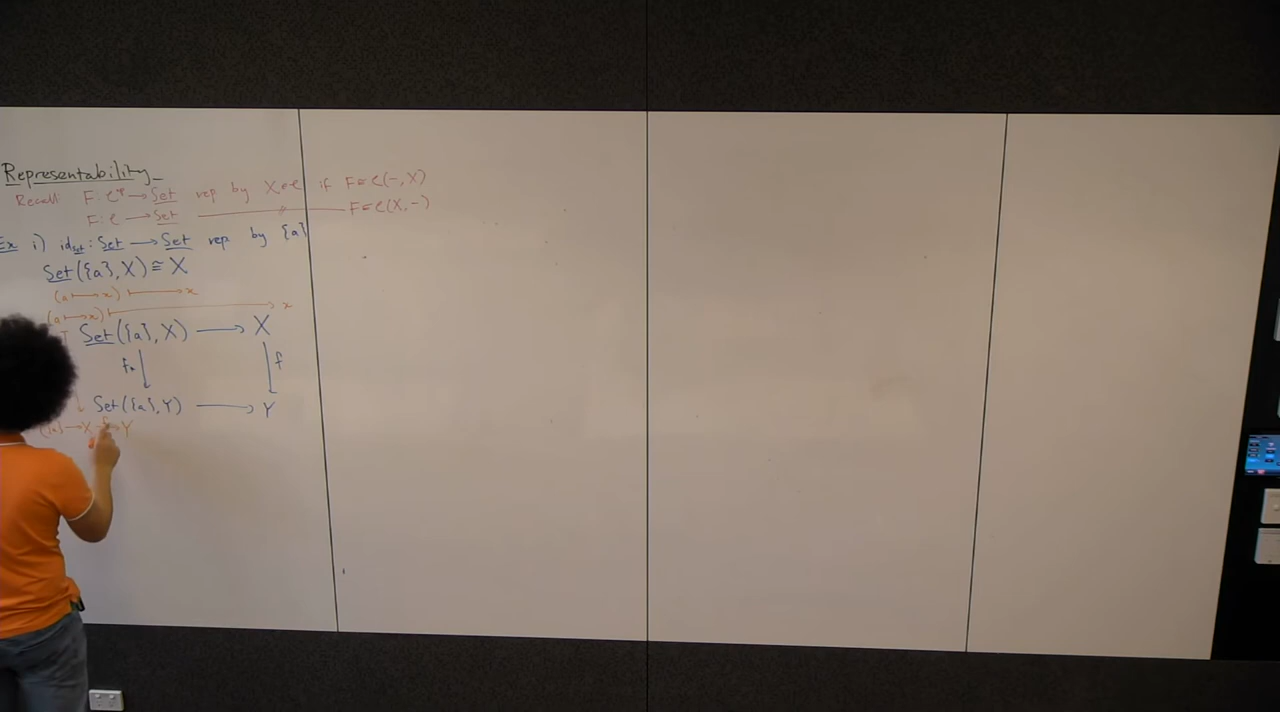 Representability
Recall F: C^op → Set rep by X∈C if F≅C(-,X)
F: C → Set ———〃——— F≅C(X,-)
Ex i) id_Set : Set → Set rep by {a}
Set({a},X) ≅ X
(a ↦ x) ↦ x
(a ↦ x) ↦ x
Set({a},X) → X
f* ↓ ↓ f
Set({a},Y) → Y
({a} → X → Y